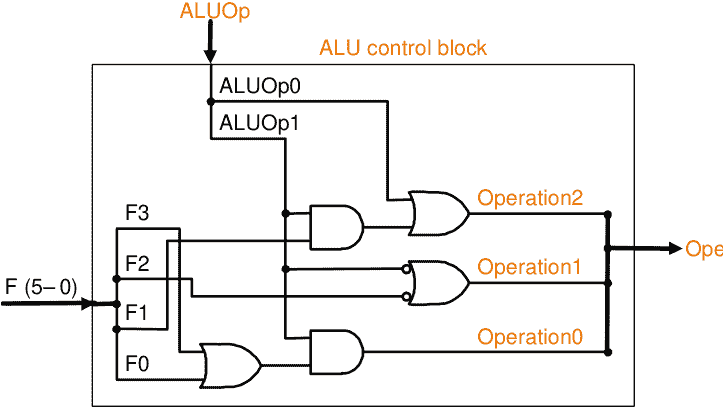 ALUOp
ALU control block
ALUOp0
ALUOp1
F3
Operation2
Ope
F2
Operation1
F (5–0)
F1
Operation0
F0